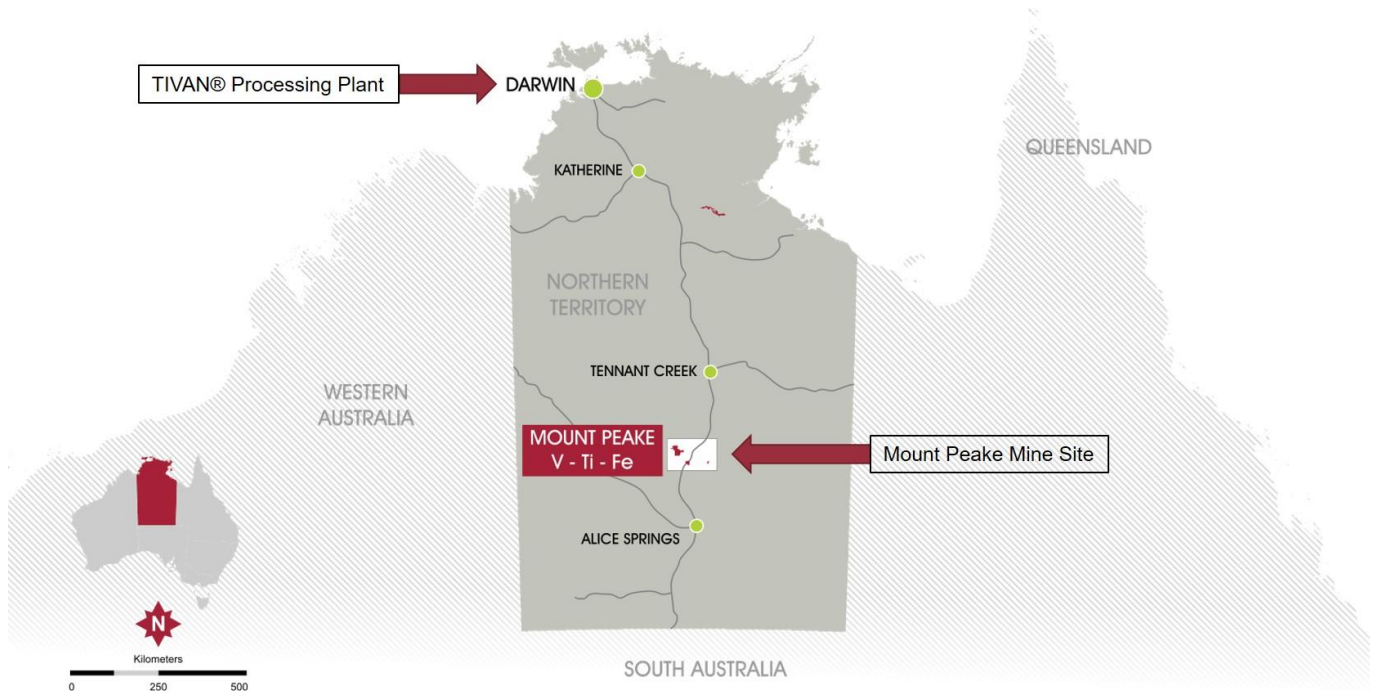 TIVAN® Processing Plant
DARWIN
QUEENSLAND
KATHERINE
NORTHERN
TERRITORY
TENNANT CREEK
WESTERN
AUSTRALIA
MOUNT PEAKE
V - Ti - Fe
Mount Peake Mine Site
ALICE SPRINGS
N
Kilometers
0 250 500
SOUTH AUSTRALIA